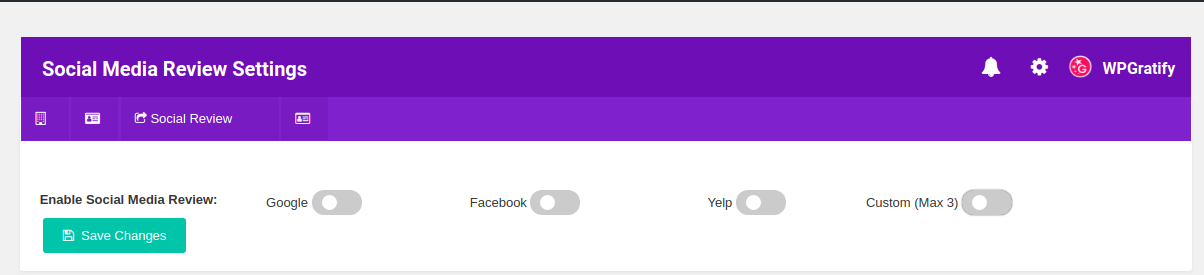 Social Media Review Settings
WPGratify
Social Review
Enable Social Media Review: Google Facebook Yelp Custom (Max 3)
Save Changes